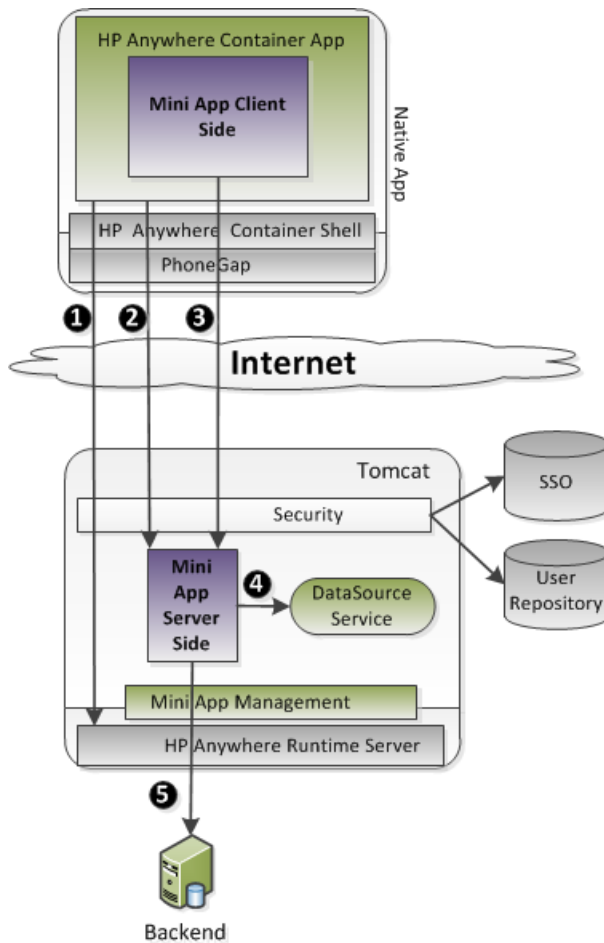 HP Anywhere Container App
Mini App Client
Side
Native App
HP Anywhere Container Shell
PhoneGap
1
2
3
Internet
Tomcat
Security
SSO
User
Repository
Mini
App
Server
Side
4
DataSource
Service
Mini App Management
HP Anywhere Runtime Server
5
Backend